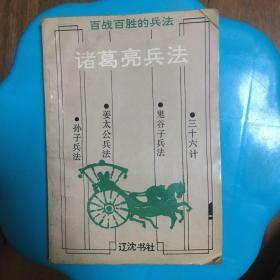 百战百胜的兵法
诸葛亮兵法
• 三十六计
• 鬼谷子兵法
• 姜太公兵法
• 孙子兵法
辽沈书社